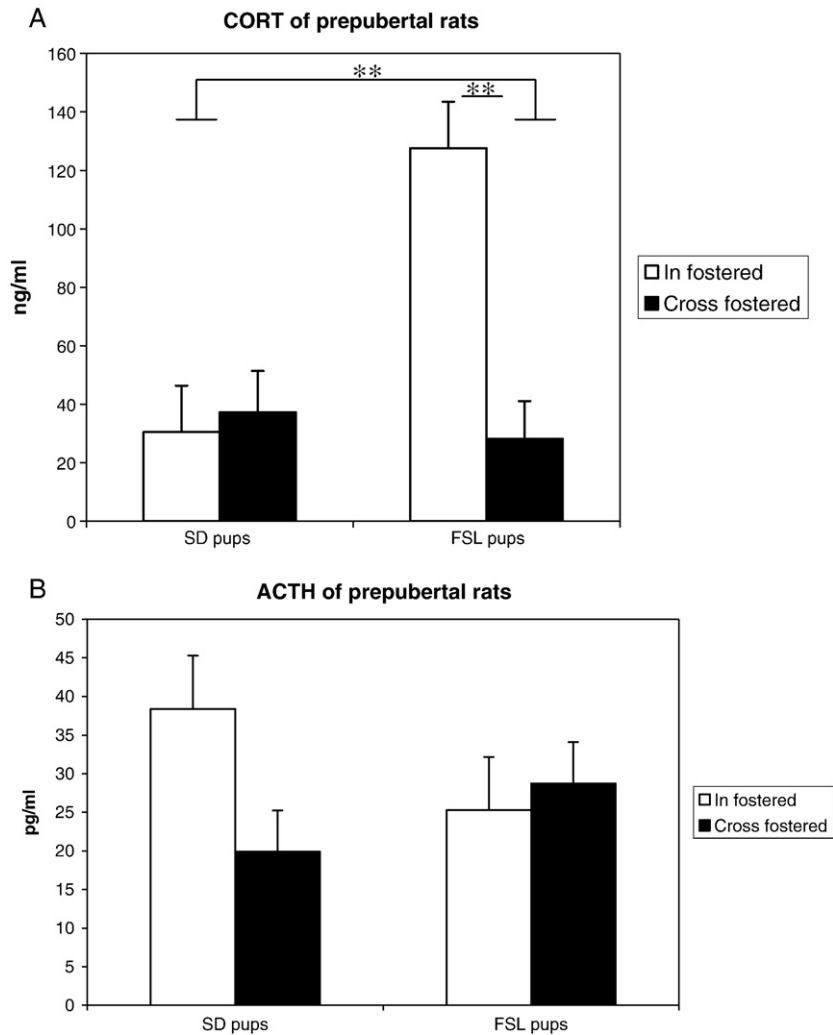 A
CORT of prepubertal rats
160
140
120
100
80
60
40
20
0
ng/ml
**
**
SD pups
FSL pups
In fostered
Cross fostered
B
ACTH of prepubertal rats
50
45
40
35
30
25
20
15
10
5
0
pg/ml
SD pups
FSL pups
In fostered
Cross fostered